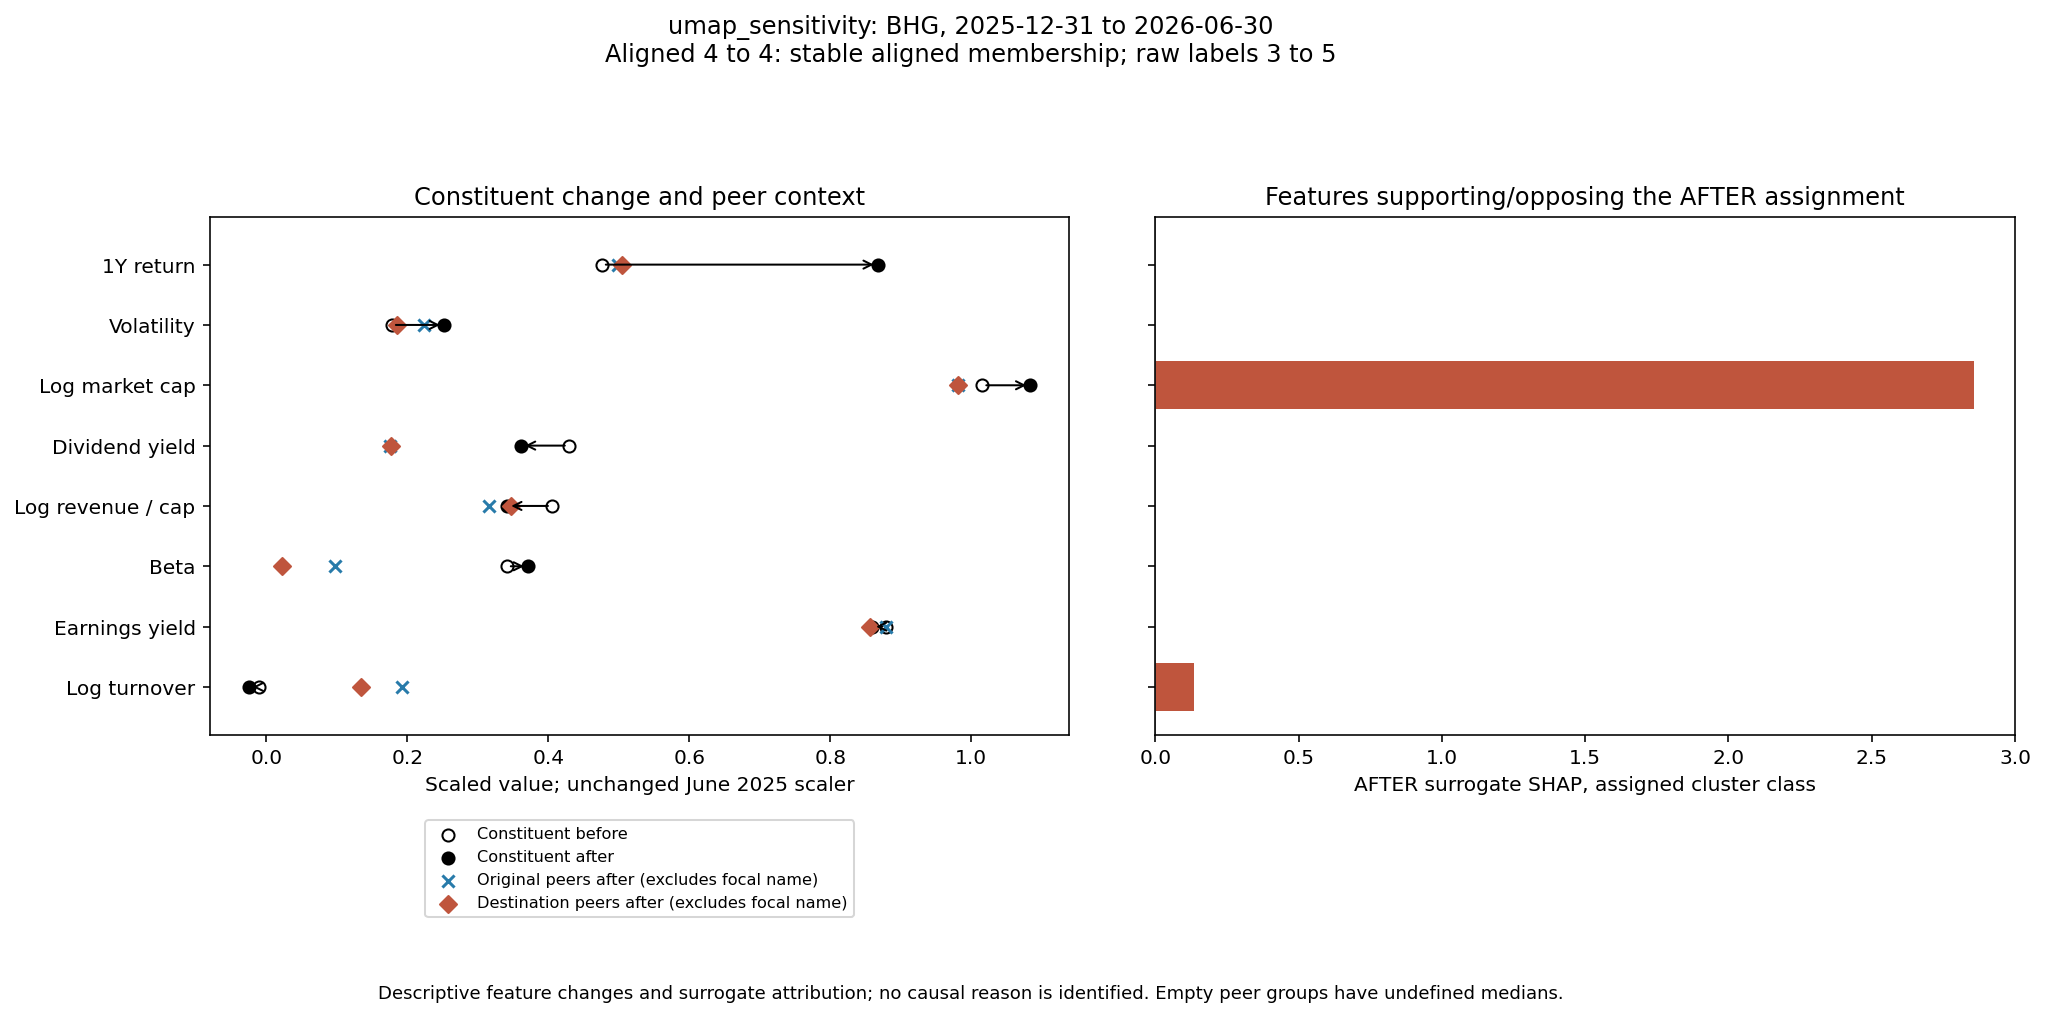 umap_sensitivity: BHG, 2025-12-31 to 2026-06-30
Aligned 4 to 4: stable aligned membership; raw labels 3 to 5
Constituent change and peer context
1Y return
Volatility
Log market cap
Dividend yield
Log revenue / cap
Beta
Earnings yield
Log turnover
0.0 0.2 0.4 0.6 0.8 1.0
Scaled value; unchanged June 2025 scaler
Constituent before
Constituent after
Original peers after (excludes focal name)
Destination peers after (excludes focal name)
Features supporting/opposing the AFTER assignment
0.0 0.5 1.0 1.5 2.0 2.5 3.0
AFTER surrogate SHAP, assigned cluster class
Descriptive feature changes and surrogate attribution; no causal reason is identified. Empty peer groups have undefined medians.